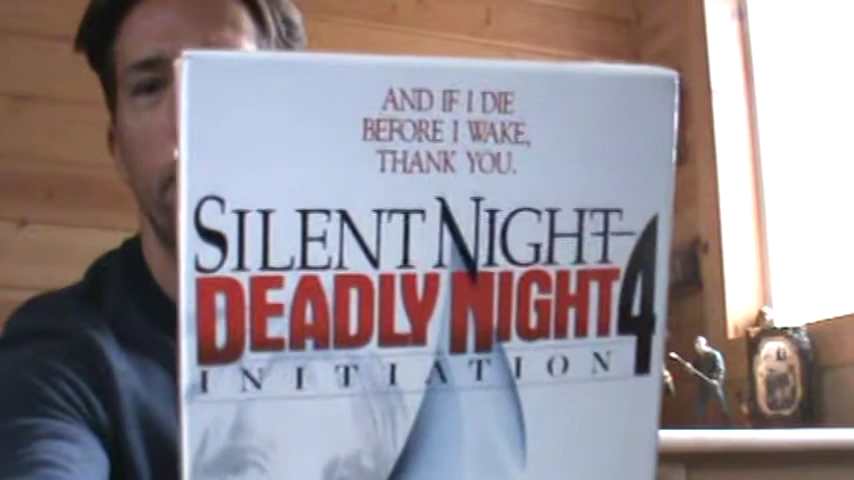 AND IF I DIE
BEFORE I WAKE,
THANK YOU.
SILENT NIGHT
DEADLY NIGHT 4
INITIATION